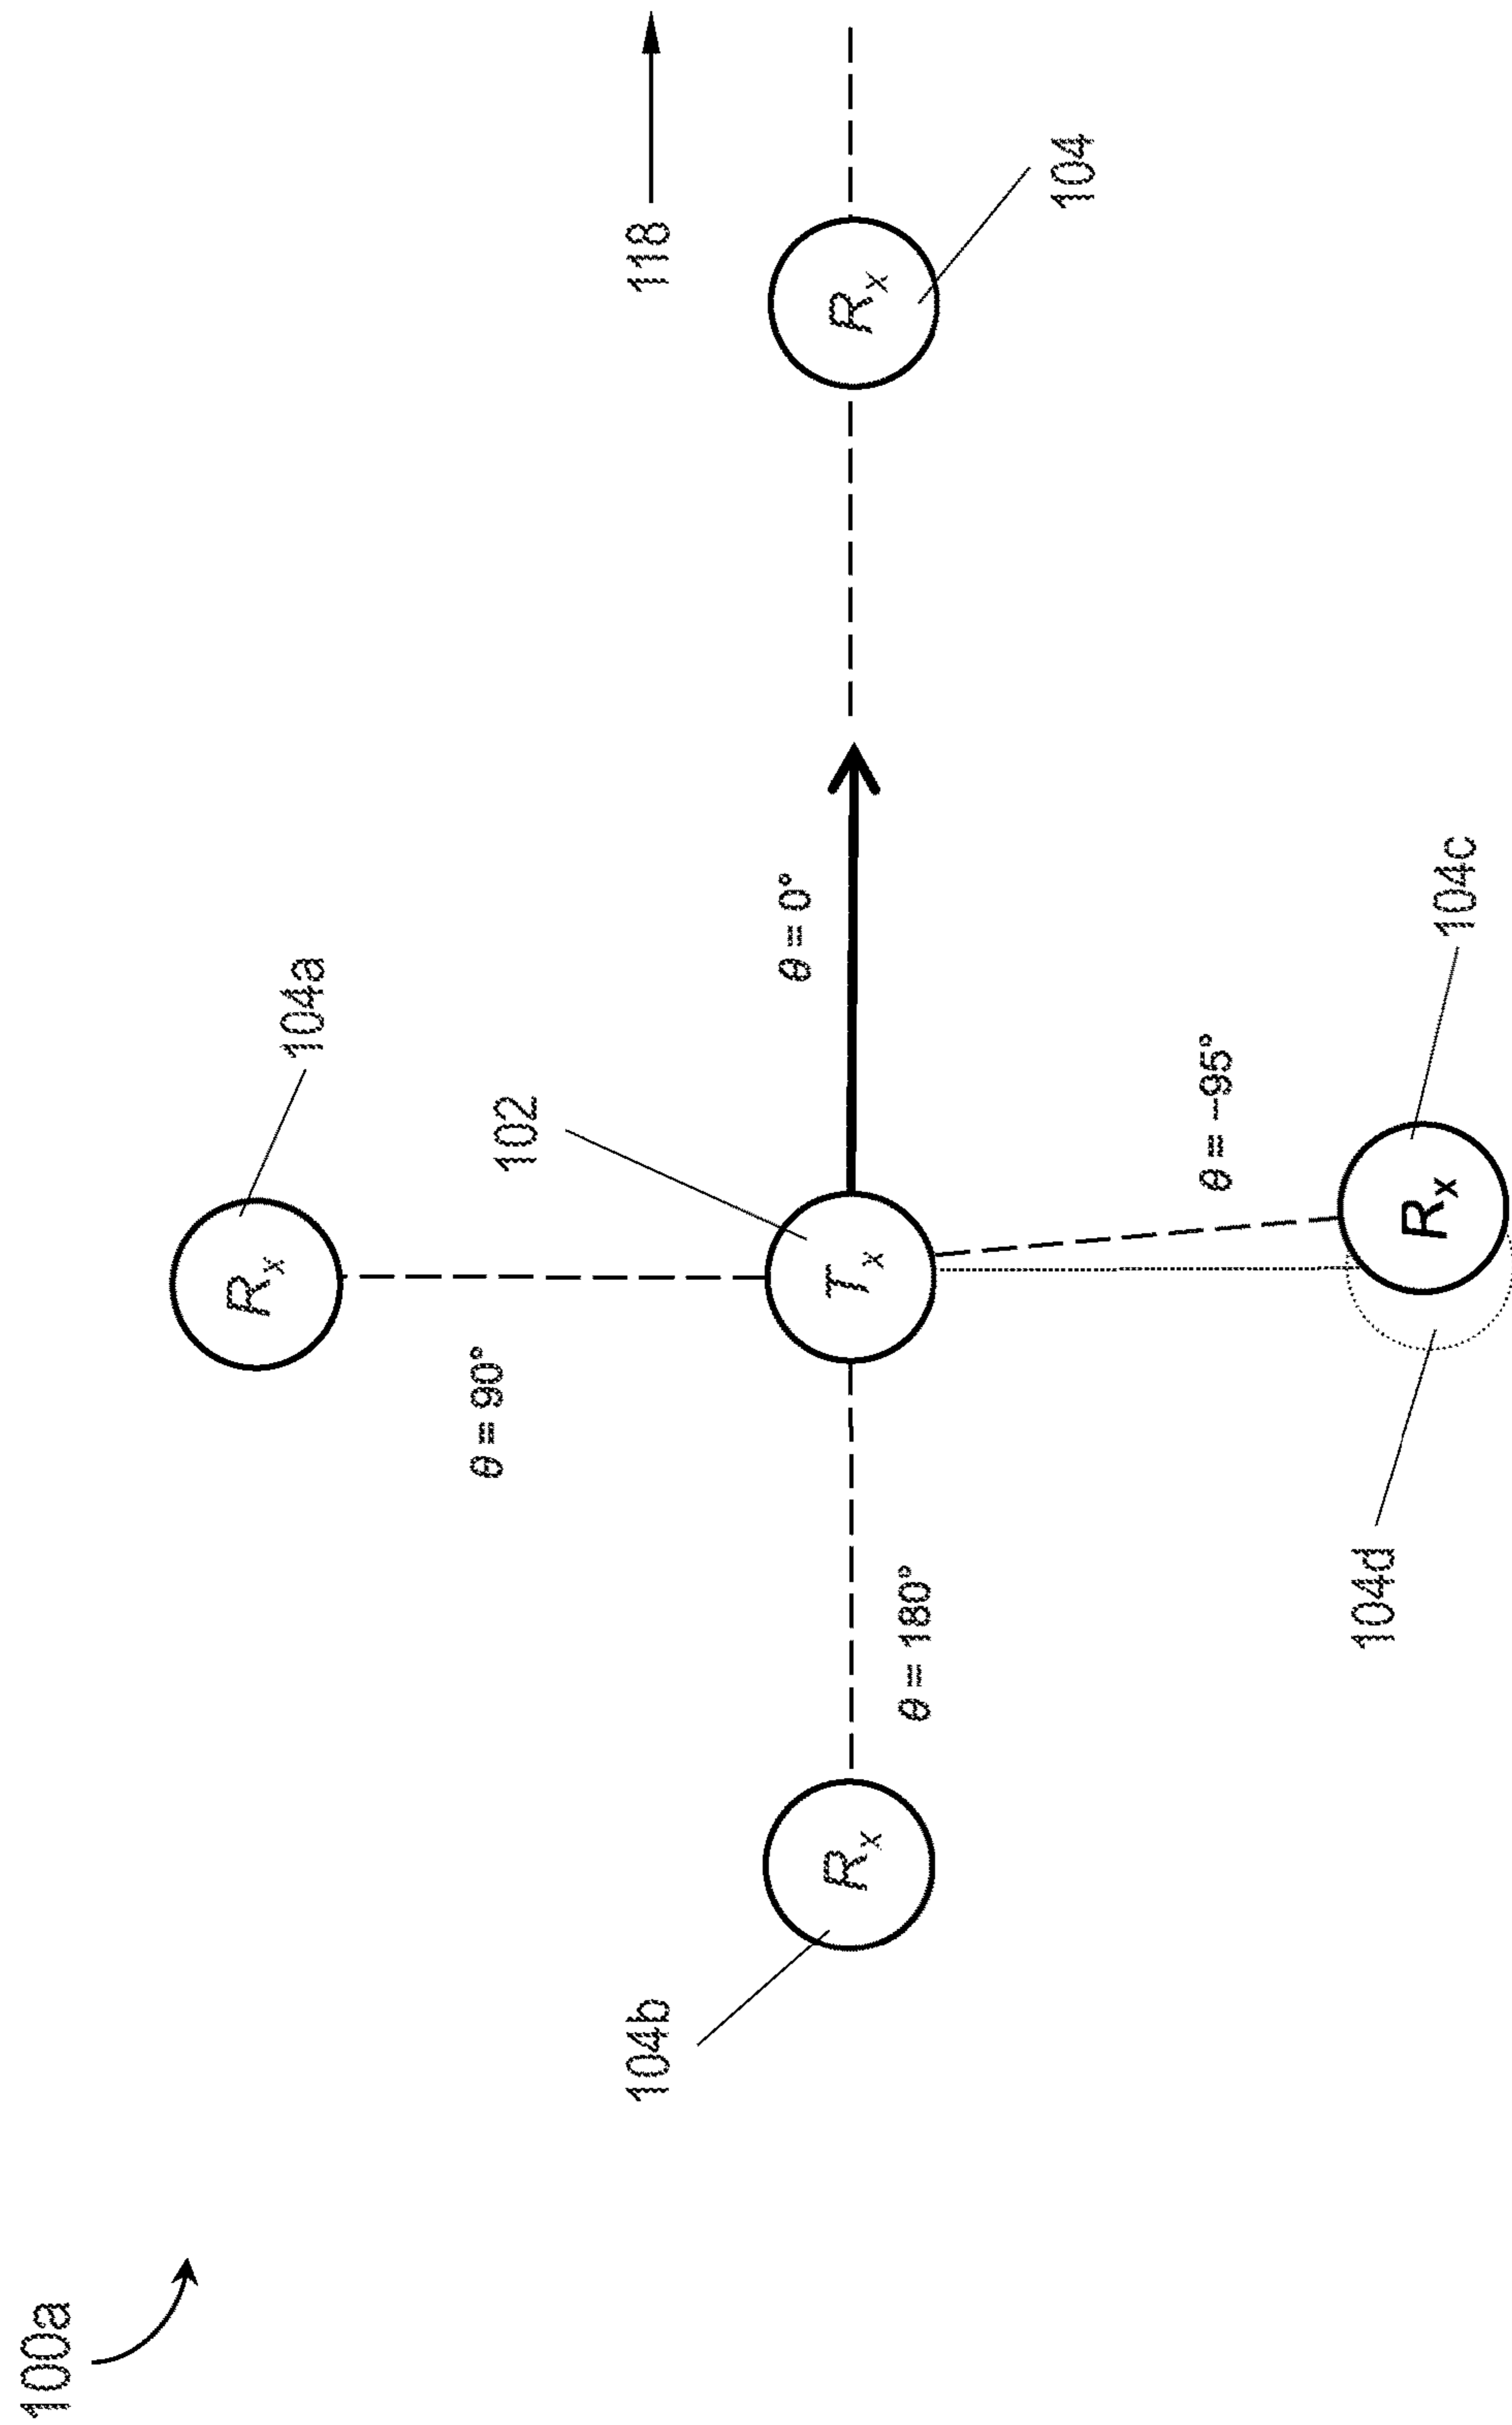 100a
104a
R_x
θ = 90°
118
102
104b
R_x
T_x
θ = 0°
R_x
θ = 180°
104
θ = –95°
104d
R_x
104c